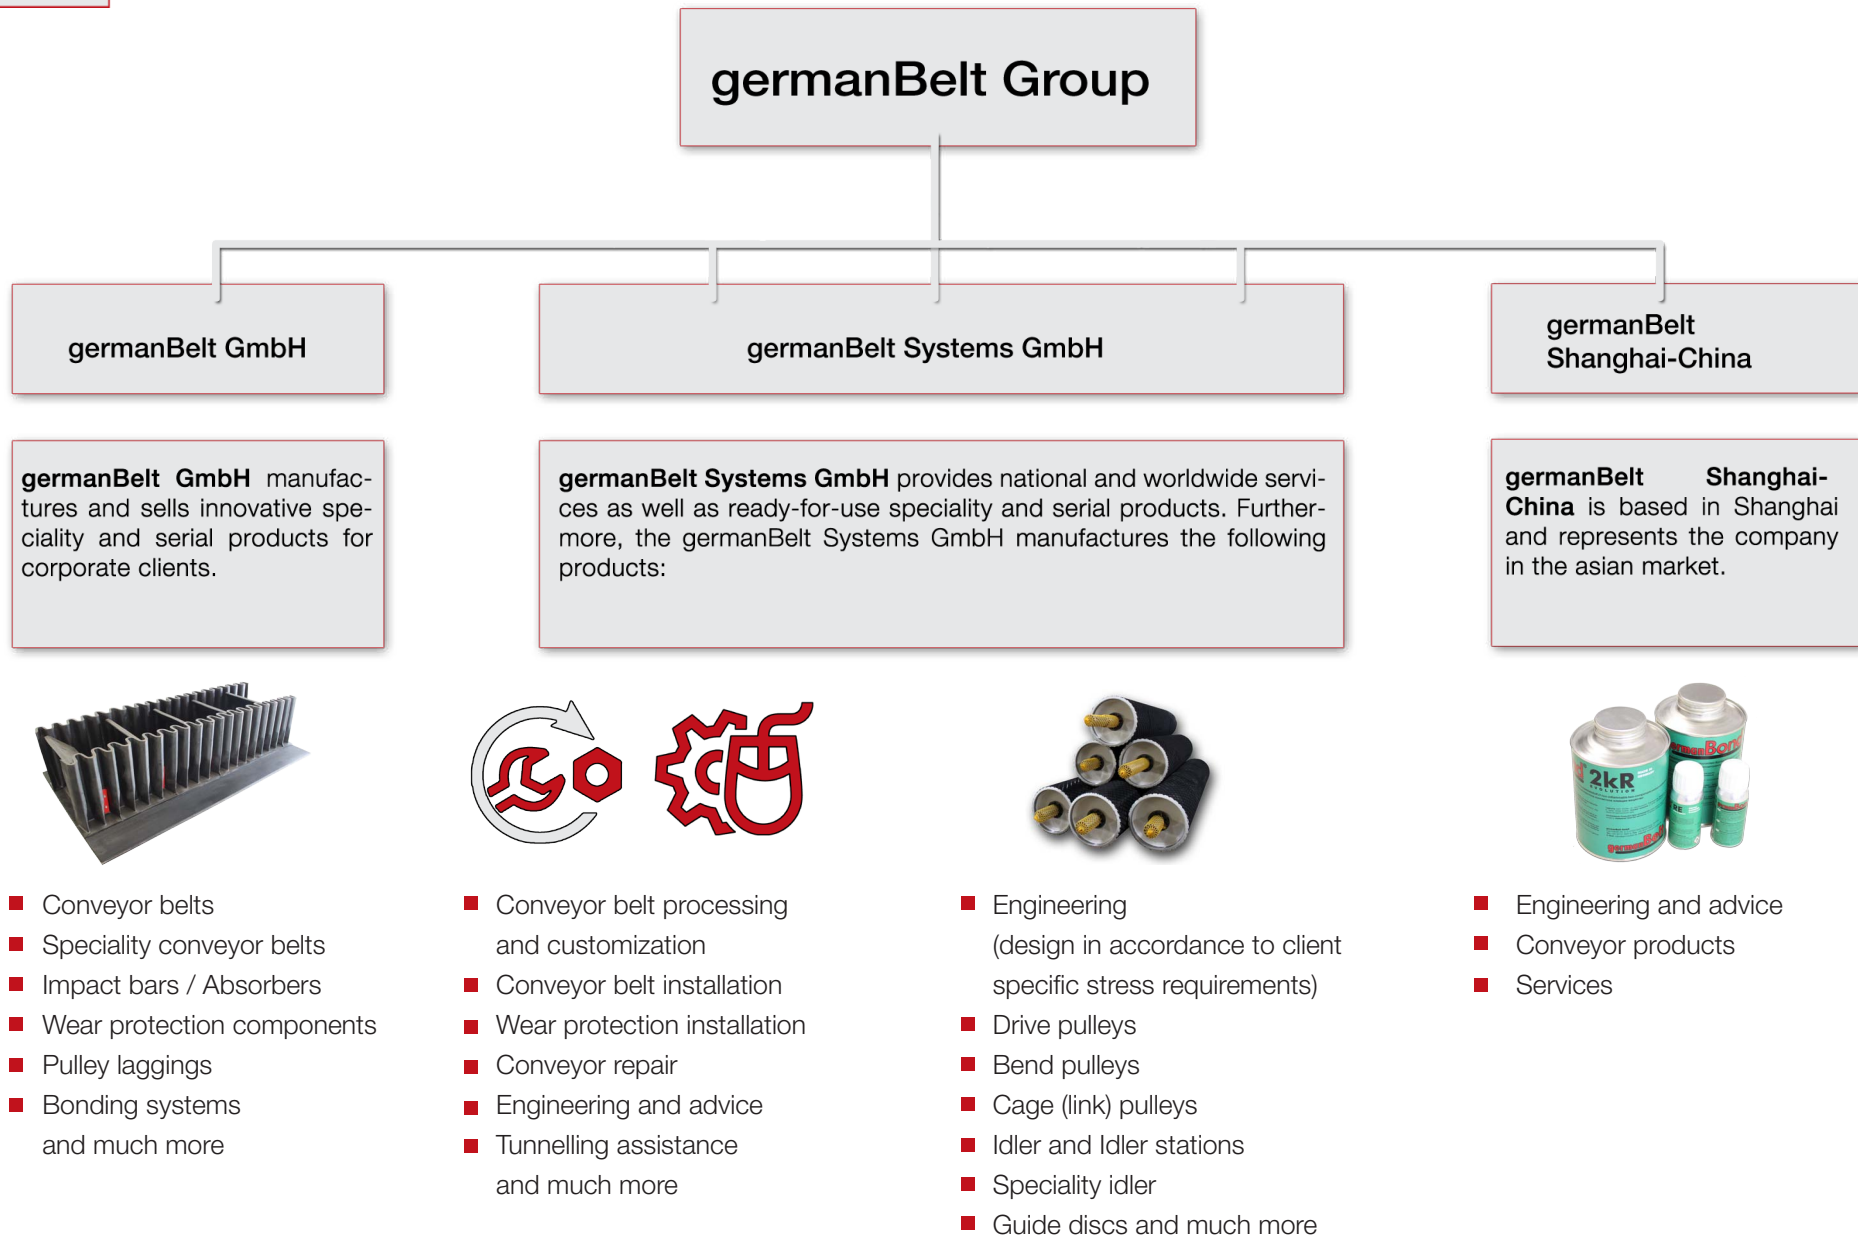 germanBelt Group
germanBelt GmbH
germanBelt Systems GmbH
germanBelt
Shanghai-China
germanBelt GmbH manufac-
tures and sells innovative spe-
ciality and serial products for
corporate clients.
germanBelt Systems GmbH provides national and worldwide servi-
ces as well as ready-for-use speciality and serial products. Further-
more, the germanBelt Systems GmbH manufactures the following
products:
germanBelt Shanghai-
China is based in Shanghai
and represents the company
in the asian market.
2kR
Conveyor belts
Speciality conveyor belts
Impact bars / Absorbers
Wear protection components
Pulley laggings
Bonding systems
and much more
Conveyor belt processing
and customization
Conveyor belt installation
Wear protection installation
Conveyor repair
Engineering and advice
Tunnelling assistance
and much more
Engineering
(design in accordance to client
specific stress requirements)
Drive pulleys
Bend pulleys
Cage (link) pulleys
Idler and Idler stations
Speciality idler
Guide discs and much more
Engineering and advice
Conveyor products
Services